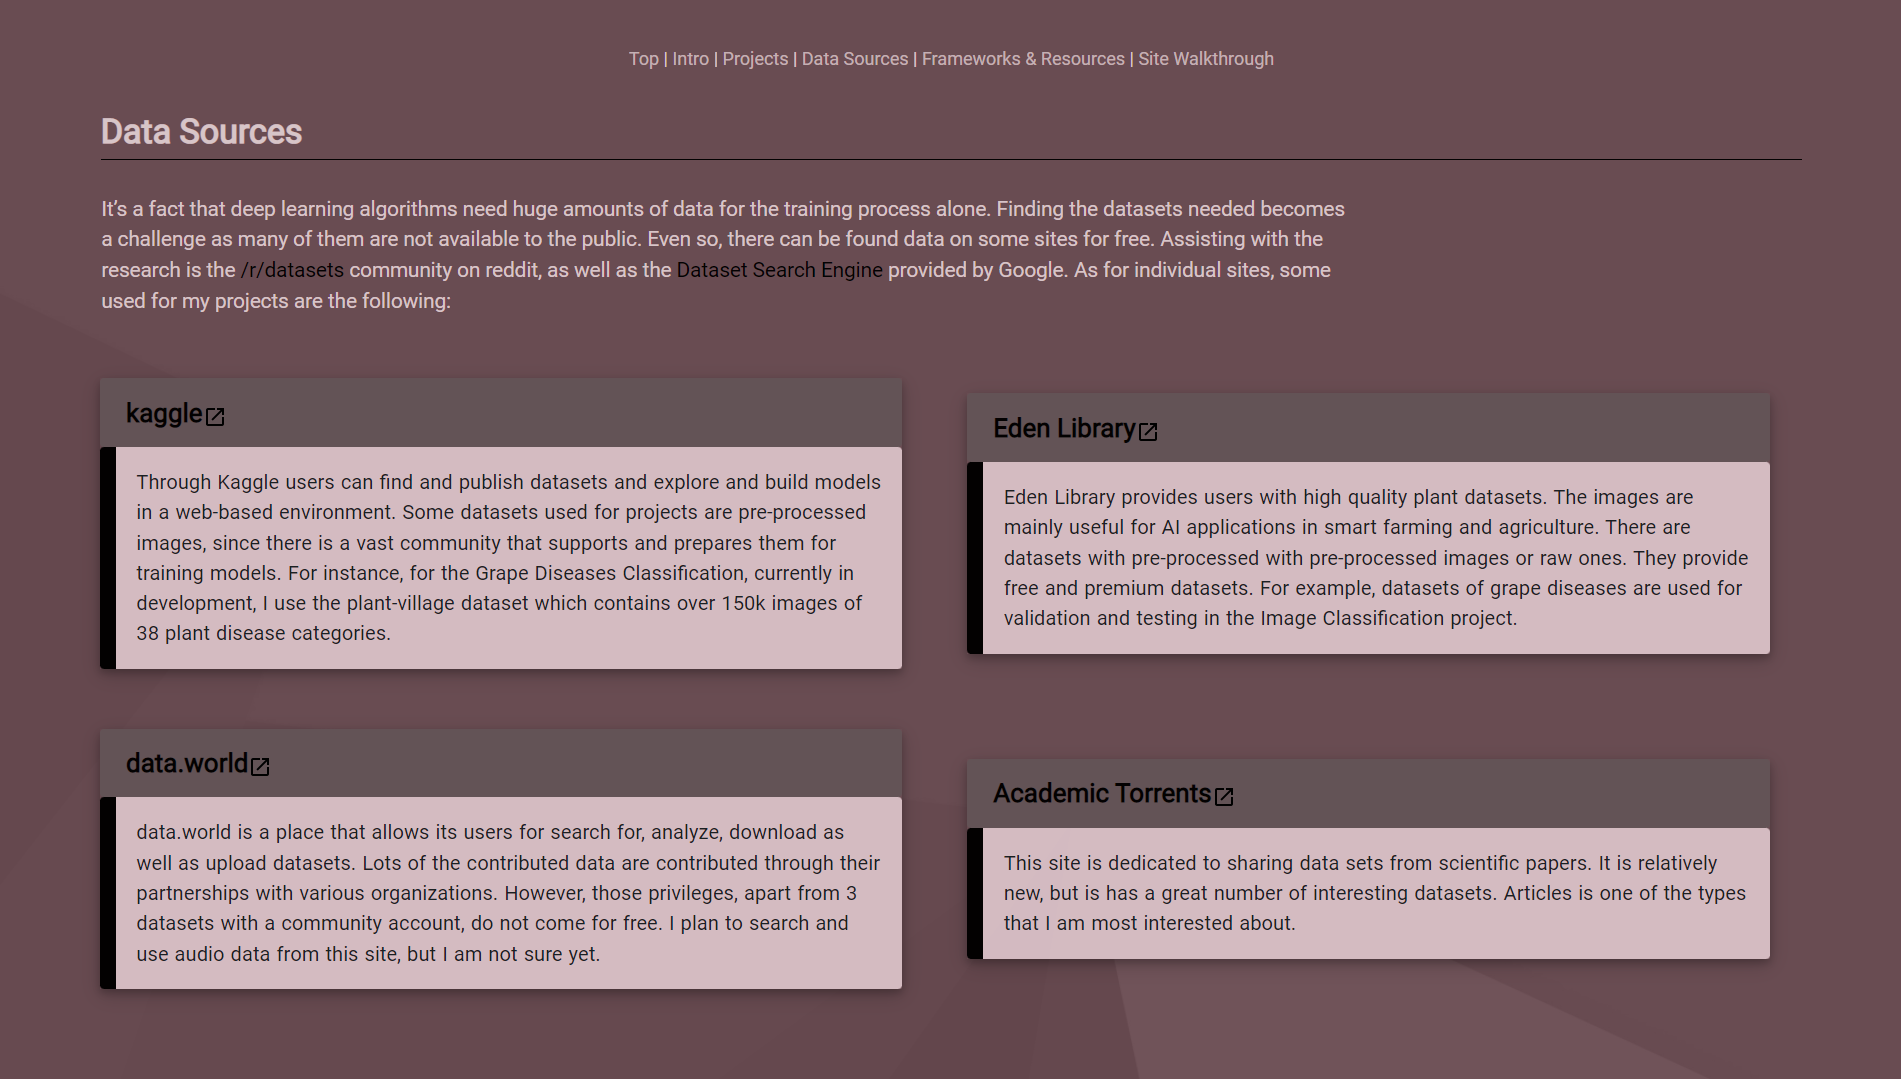 Top | Intro | Projects | Data Sources | Frameworks & Resources | Site Walkthrough
Data Sources
It’s a fact that deep learning algorithms need huge amounts of data for the training process alone. Finding the datasets needed becomes
a challenge as many of them are not available to the public. Even so, there can be found data on some sites for free. Assisting with the
research is the /r/datasets community on reddit, as well as the Dataset Search Engine provided by Google. As for individual sites, some
used for my projects are the following:
kaggle
Through Kaggle users can find and publish datasets and explore and build models
in a web-based environment. Some datasets used for projects are pre-processed
images, since there is a vast community that supports and prepares them for
training models. For instance, for the Grape Diseases Classification, currently in
development, I use the plant-village dataset which contains over 150k images of
38 plant disease categories.
Eden Library
Eden Library provides users with high quality plant datasets. The images are
mainly useful for AI applications in smart farming and agriculture. There are
datasets with pre-processed with pre-processed images or raw ones. They provide
free and premium datasets. For example, datasets of grape diseases are used for
validation and testing in the Image Classification project.
data.world
data.world is a place that allows its users for search for, analyze, download as
well as upload datasets. Lots of the contributed data are contributed through their
partnerships with various organizations. However, those privileges, apart from 3
datasets with a community account, do not come for free. I plan to search and
use audio data from this site, but I am not sure yet.
Academic Torrents
This site is dedicated to sharing data sets from scientific papers. It is relatively
new, but is has a great number of interesting datasets. Articles is one of the types
that I am most interested about.